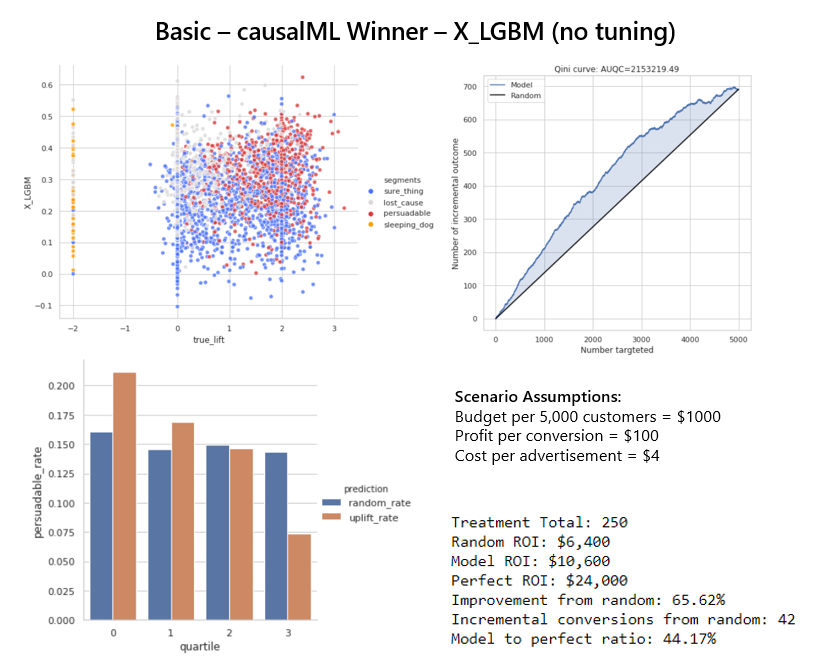 Basic – causalML Winner – X_LGBM (no tuning)
0.6
0.5
0.4
0.3
0.2
0.1
0.0
−0.1
X_LGBM
−2
−1
0
1
2
3
true_lift
segments
sure_thing
lost_cause
persuadable
sleeping_dog
Qini curve: AUQC=2153219.49
Model
Random
700
600
500
400
300
200
100
0
Number of incremental outcome
0
1000
2000
3000
4000
5000
Number targteted
0.200
0.175
0.150
0.125
0.100
0.075
0.050
0.025
0.000
persuadable_rate
0
1
2
3
quartile
prediction
random_rate
uplift_rate
Scenario Assumptions:
Budget per 5,000 customers = $1000
Profit per conversion = $100
Cost per advertisement = $4
Treatment Total: 250
Random ROI: $6,400
Model ROI: $10,600
Perfect ROI: $24,000
Improvement from random: 65.62%
Incremental conversions from random: 42
Model to perfect ratio: 44.17%